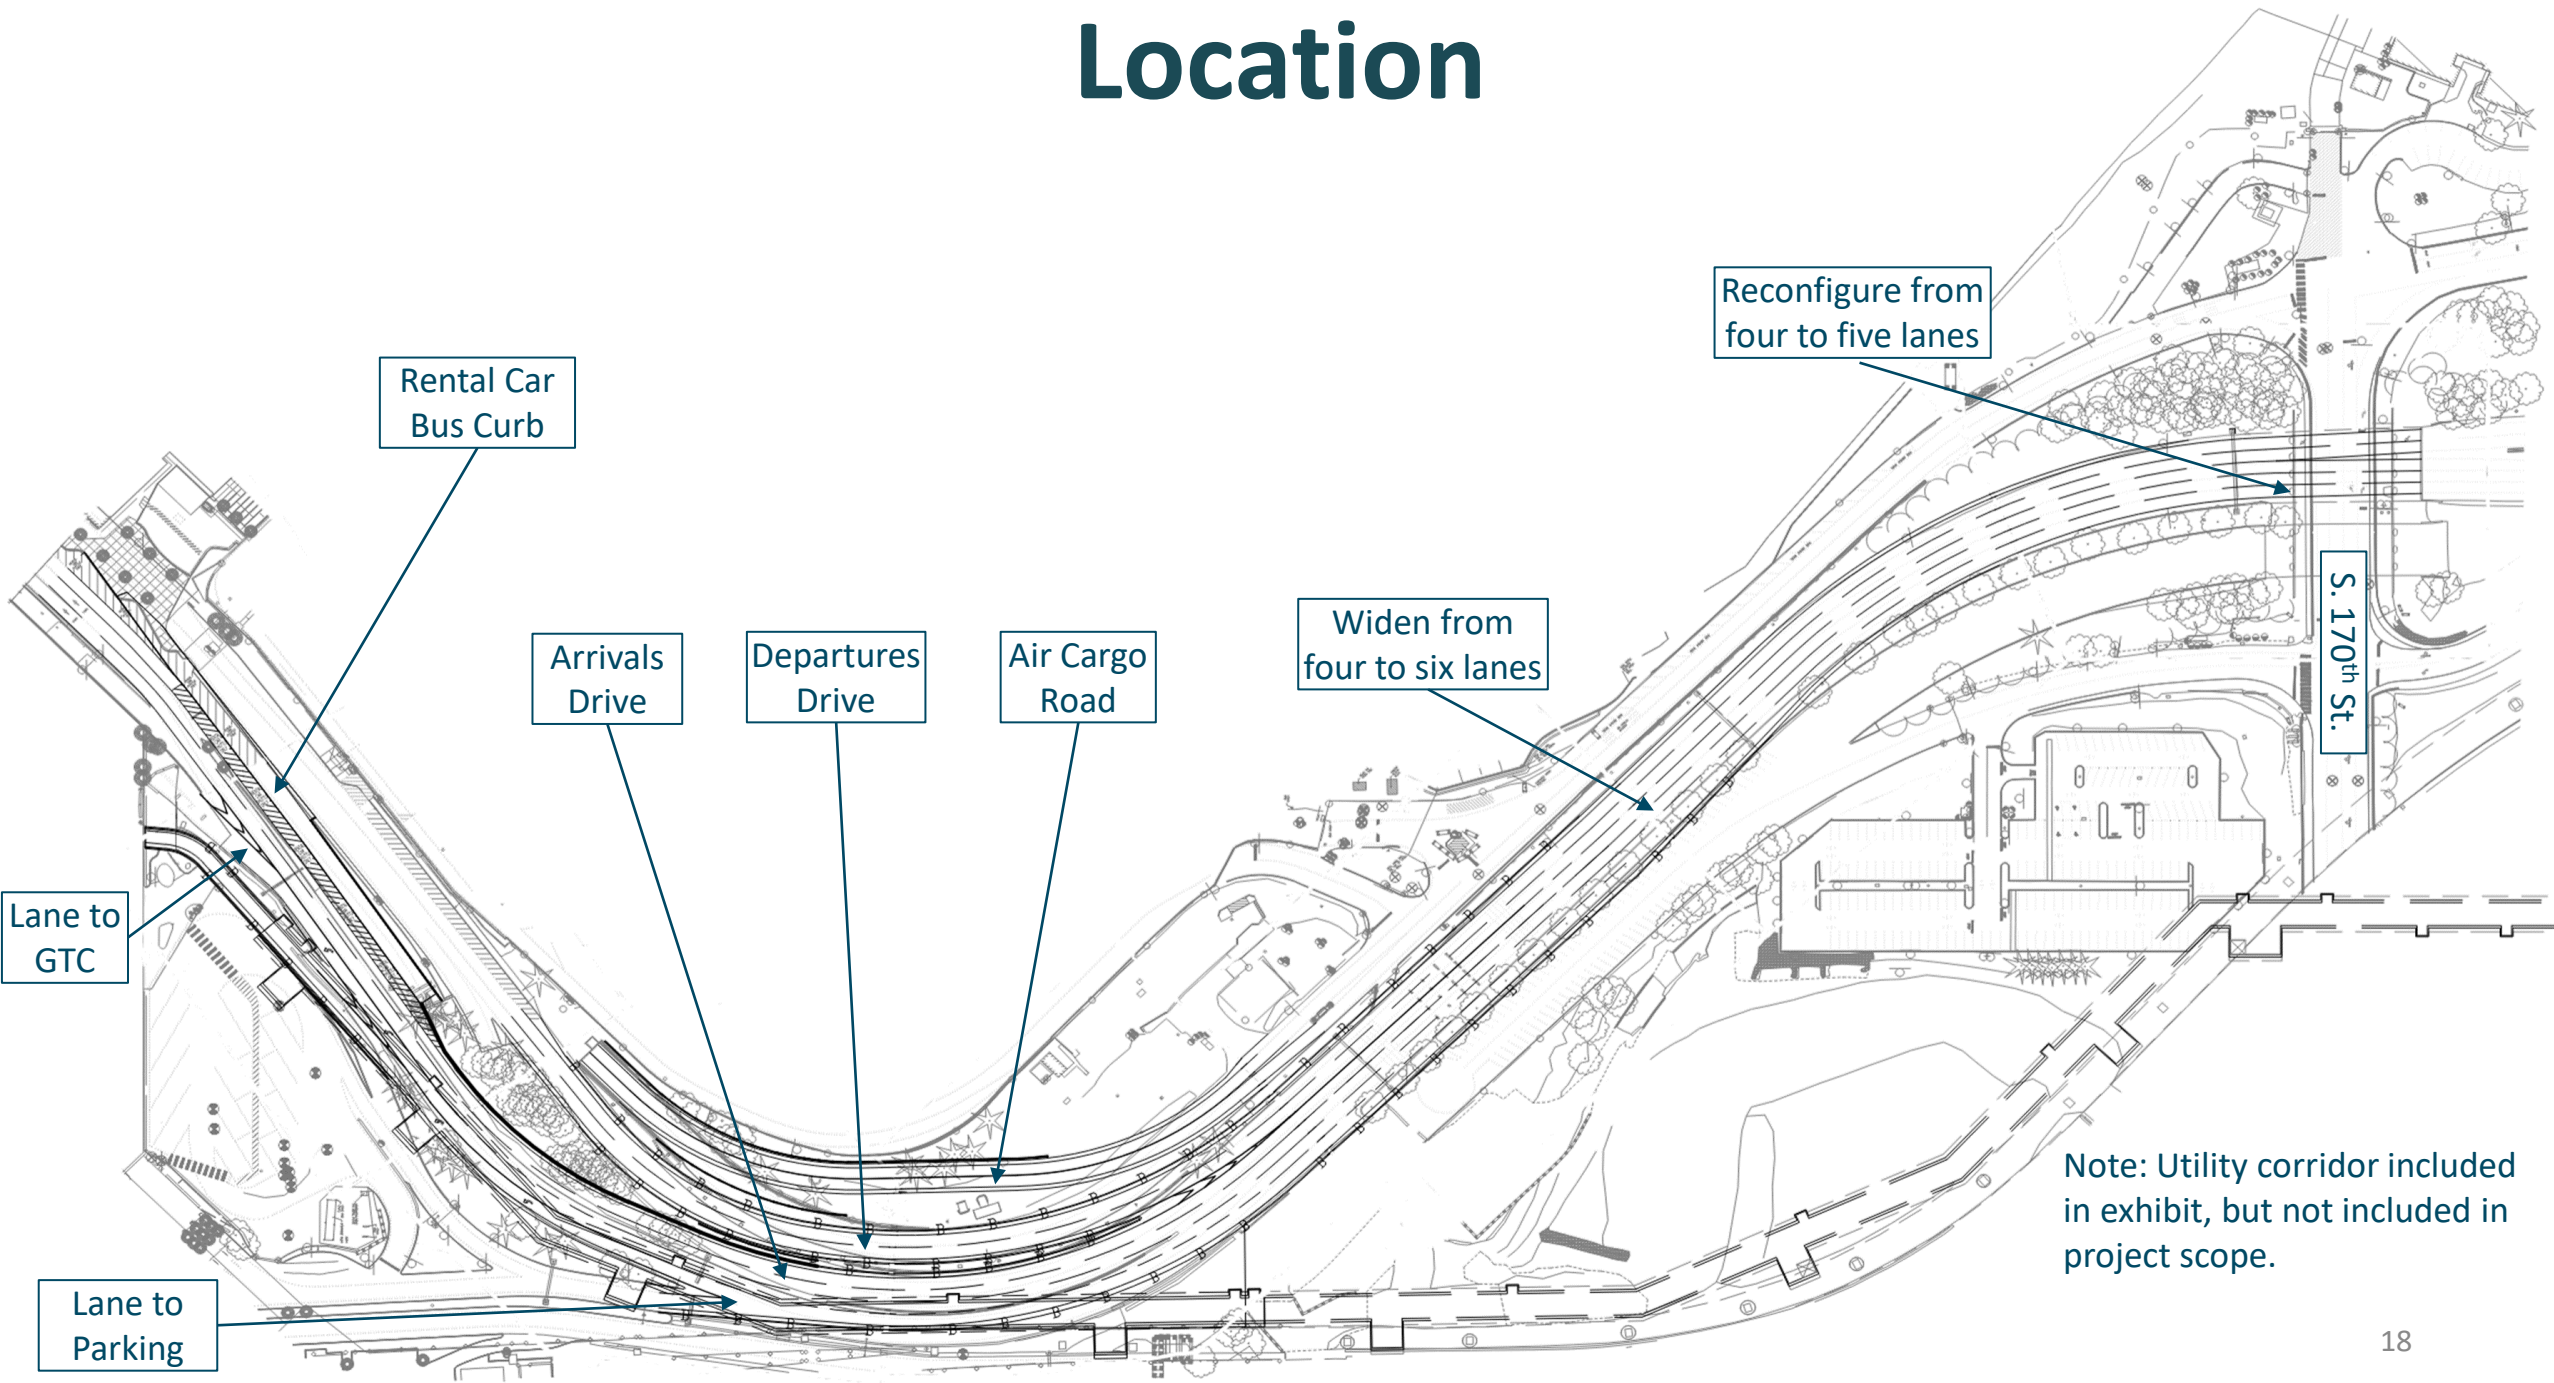 Location
Reconfigure from
four to five lanes
Rental Car
Bus Curb
Arrivals
Drive
Departures
Drive
Air Cargo
Road
Widen from
four to six lanes
S. 170th St.
Lane to
GTC
Lane to
Parking
Note: Utility corridor included
in exhibit, but not included in
project scope.
18